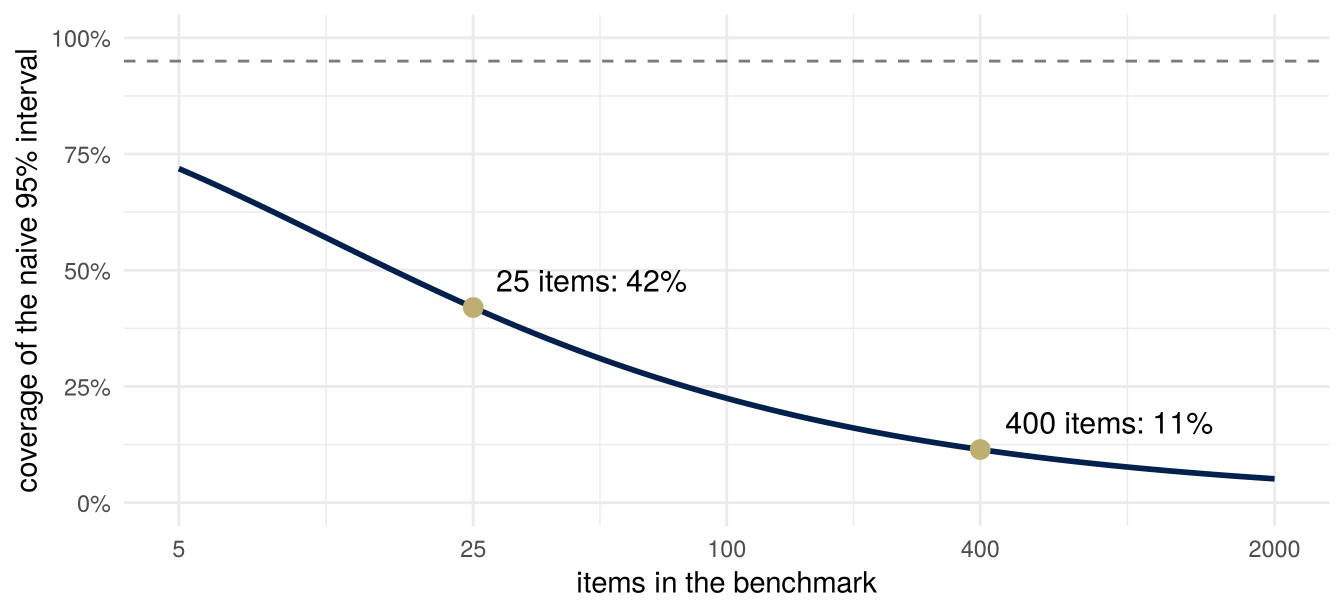 coverage of the naive 95% interval
100%
75%
50%
25%
0%
25 items: 42%
400 items: 11%
5
25
100
400
2000
items in the benchmark